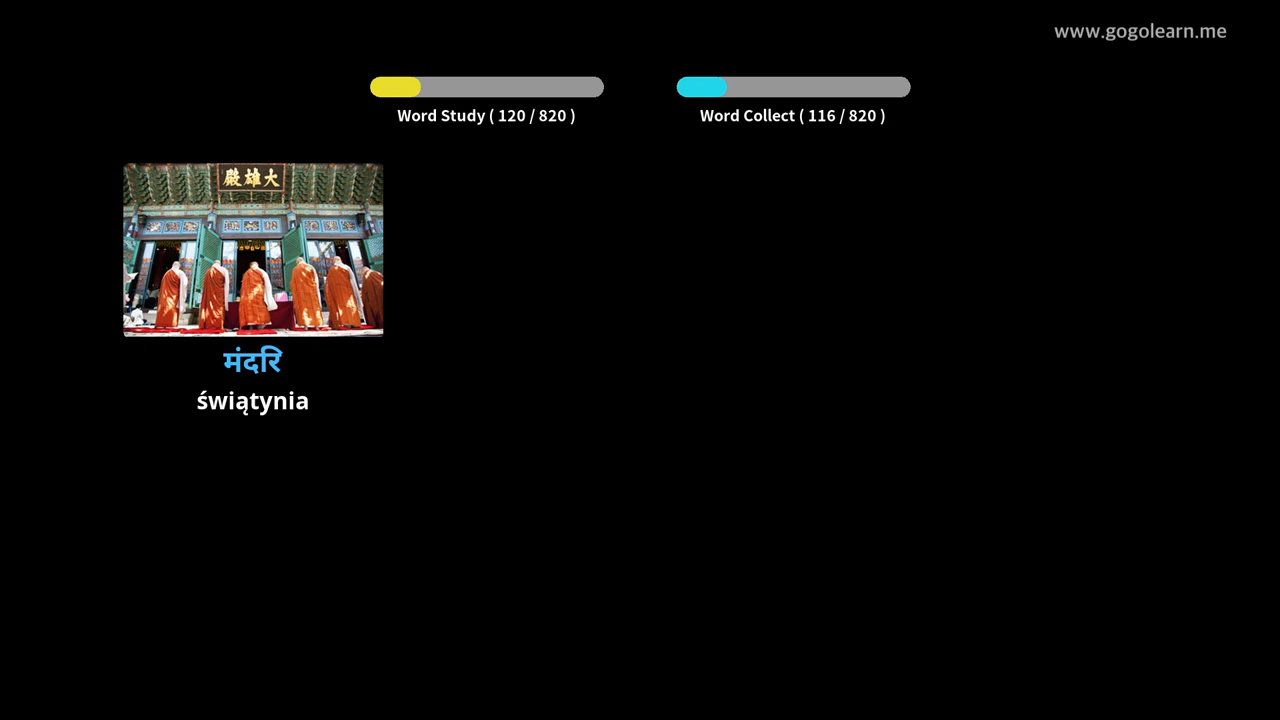 www.gogolearn.me
Word Study ( 120 / 820 )
Word Collect ( 116 / 820 )
大雄殿
मंदरि
świątynia